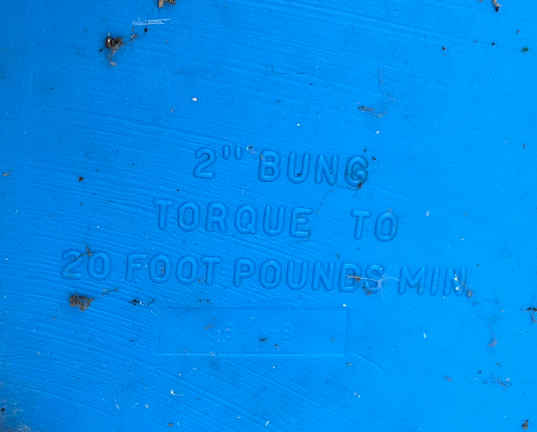 2" BUNG
TORQUE TO
20 FOOT POUNDS MIN.